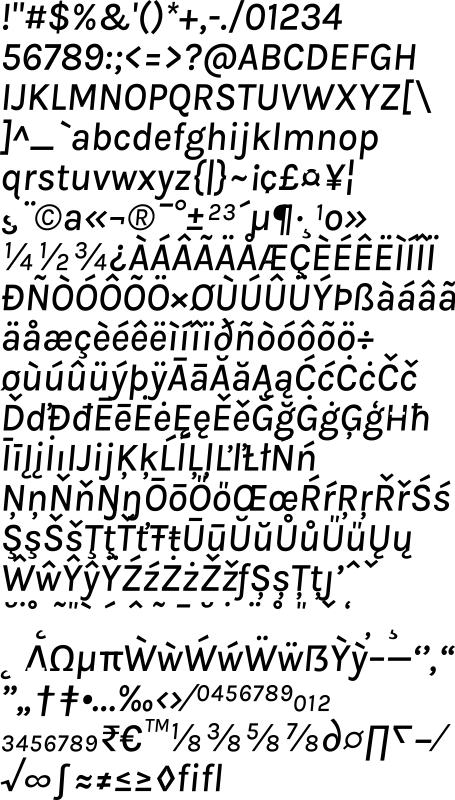 !"#$%&'()*+,-./01234
56789:;<=>?@ABCDEFGH
IJKLMNOPQRSTUVWXYZ[\
]^_`abcdefghijklmnop
qrstuvwxyz{|}~¡¢£¤¥¦
¨©ª«¬®¯°±²³´µ¶·¸¹º»
¼½¾¿ÀÁÂÃÄÅÆÇÈÉÊËÌÍÎÏ
ÐÑÒÓÔÕÖ×ØÙÚÛÜÝÞßàáâã
äåæçèéêëìíîïðñòóôõö÷
øùúûüýþÿĀāĂăĄąĆćĊċČč
ĎďĐđĒēĖėĘęĚěĞğĠġĢģĦħ
ĪīĮįİıĲĳĶķĹĺĻļĽľŁłŃń
ŅņŇňŊŋŌōŐőŒœŔŕŖŗŘřŚś
ŞşŠšŢţŤťŦŧŪūŬŭŮůŰűŲų
ŴŵŶŷŸŹźŻżŽžƒȘșȚțȷʼˆˇ
ΛΩμπẀẁẂẃẄẅẞỲỳ–—‘’‚“
”„†‡•…‰‹›⁄⁰⁴⁵⁶⁷⁸⁹₀₁₂
₃₄₅₆₇₈₉₹€™⅛⅜⅝⅞∂¤∏−∕
√∞∫≈≠≤≥◊fifl